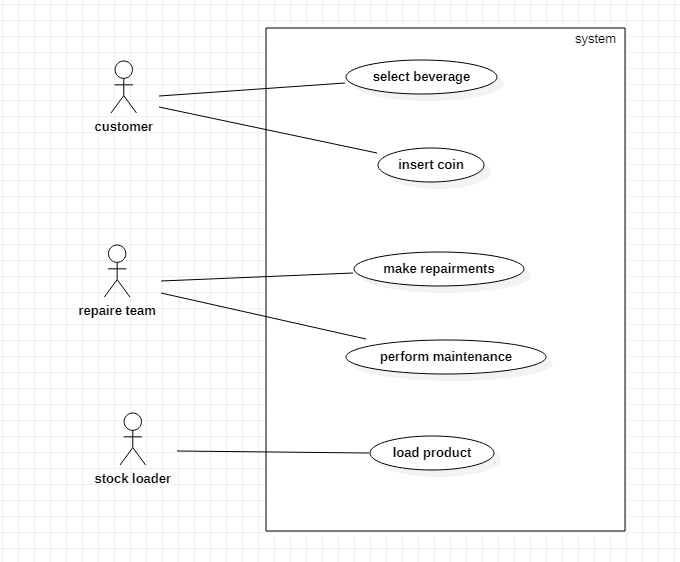 system
select beverage
customer
insert coin
make repairments
repaire team
perform maintenance
load product
stock loader